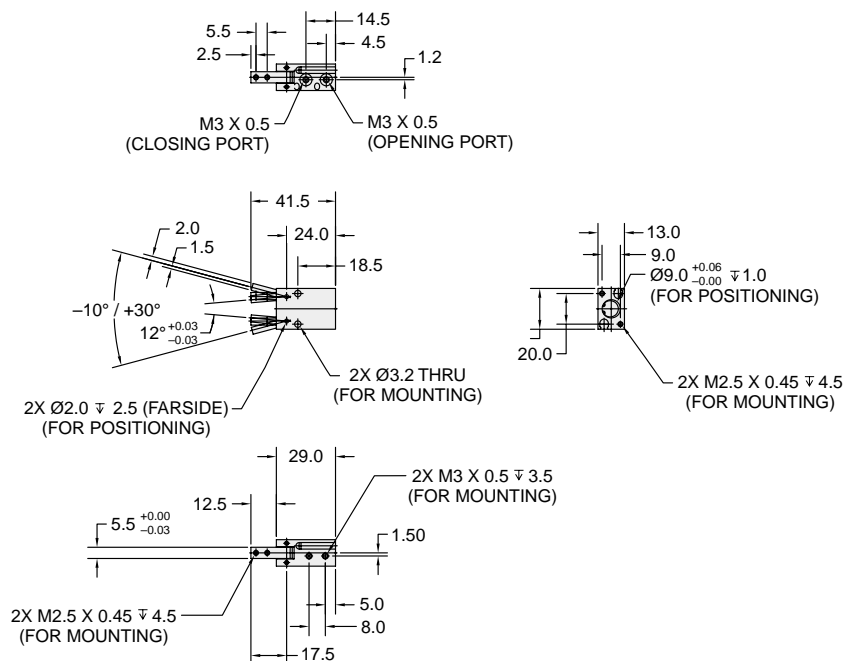 14.5
5.5
4.5
2.5
1.2
M3 X 0.5
(CLOSING PORT)
M3 X 0.5
(OPENING PORT)
41.5
2.0
24.0
1.5
18.5
–10° / +30°
12° +0.03 –0.03
2X Ø3.2 THRU
(FOR MOUNTING)
2X Ø2.0 ↧ 2.5 (FARSIDE)
(FOR POSITIONING)
13.0
9.0
Ø9.0 +0.06 –0.00 ↧ 1.0
(FOR POSITIONING)
20.0
2X M2.5 X 0.45 ↧ 4.5
(FOR MOUNTING)
29.0
2X M3 X 0.5 ↧ 3.5
(FOR MOUNTING)
12.5
5.5 +0.00 –0.03
1.50
2X M2.5 X 0.45 ↧ 4.5
(FOR MOUNTING)
5.0
8.0
17.5